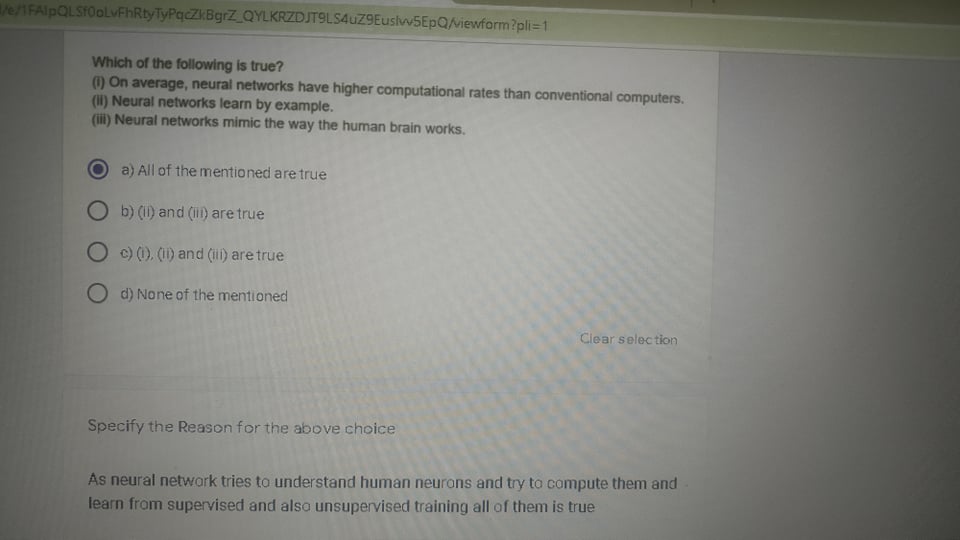 /e/1FAIpQLSf0oLvFhRtyTyPqcZkBgrZ_QYLKRZDJT9LS4uZ9Euslvv5EpQ/viewform?pli=1
Which of the following is true?
(i) On average, neural networks have higher computational rates than conventional computers.
(ii) Neural networks learn by example.
(iii) Neural networks mimic the way the human brain works.
a) All of the mentioned are true
b) (ii) and (iii) are true
c) (i), (ii) and (iii) are true
d) None of the mentioned
Clear selection
Specify the Reason for the above choice
As neural network tries to understand human neurons and try to compute them and
learn from supervised and also unsupervised training all of them is true